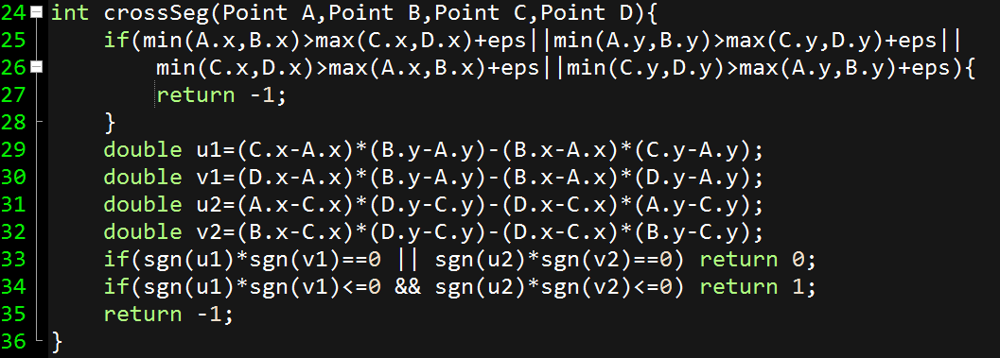 24 int crossSeg(Point A,Point B,Point C,Point D){
25     if(min(A.x,B.x)>max(C.x,D.x)+eps||min(A.y,B.y)>max(C.y,D.y)+eps||
26         min(C.x,D.x)>max(A.x,B.x)+eps||min(C.y,D.y)>max(A.y,B.y)+eps){
27         return -1;
28     }
29     double u1=(C.x-A.x)*(B.y-A.y)-(B.x-A.x)*(C.y-A.y);
30     double v1=(D.x-A.x)*(B.y-A.y)-(B.x-A.x)*(D.y-A.y);
31     double u2=(A.x-C.x)*(D.y-C.y)-(D.x-C.x)*(A.y-C.y);
32     double v2=(B.x-C.x)*(D.y-C.y)-(D.x-C.x)*(B.y-C.y);
33     if(sgn(u1)*sgn(v1)==0 || sgn(u2)*sgn(v2)==0) return 0;
34     if(sgn(u1)*sgn(v1)<=0 && sgn(u2)*sgn(v2)<=0) return 1;
35     return -1;
36 }